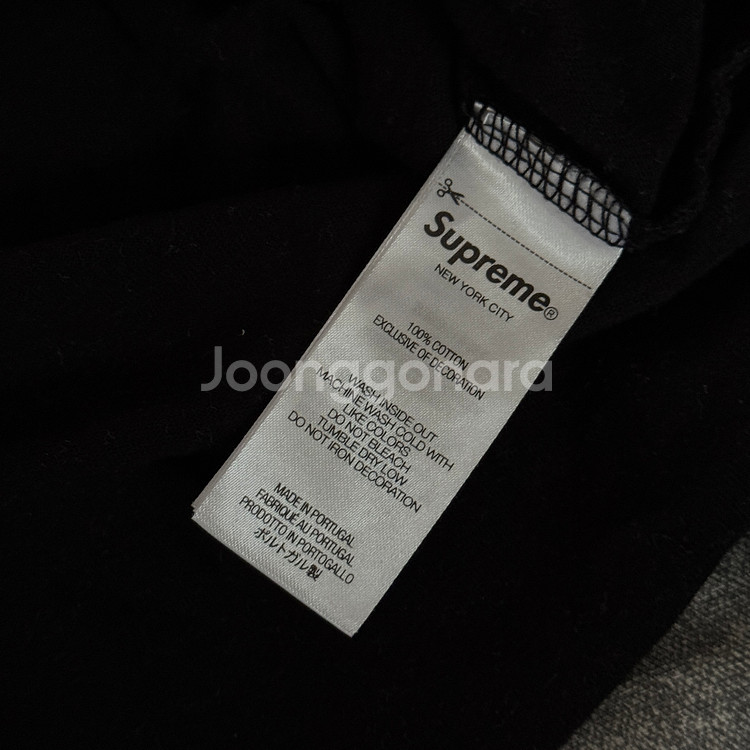 Supreme®
NEW YORK CITY
100% COTTON
EXCLUSIVE OF DECORATION
WASH INSIDE OUT
MACHINE WASH COLD WITH
LIKE COLORS
DO NOT BLEACH
TUMBLE DRY LOW
DO NOT IRON DECORATION
MADE IN PORTUGAL
FABRIQUÉ AU PORTUGAL
PRODOTTO IN PORTOGALLO
ポルトガル製
Joonggonara